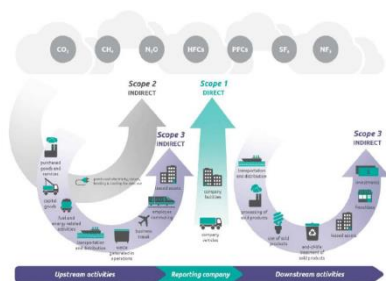 CO₂ CH₄ N₂O HFCs PFCs SF₆ NF₃
Scope 2
INDIRECT
Scope 1
DIRECT
Scope 3
INDIRECT
Scope 3
INDIRECT
purchased
goods and
services
capital
goods
fuel and
energy related
activities
transportation
and distribution
waste
generated in
operations
business
travel
employee
commuting
leased assets
company
facilities
company
vehicles
transportation
and distribution
processing of
sold products
use of sold
products
end-of-life
treatment of
sold products
leased assets
franchises
investments
Upstream activities
Reporting company
Downstream activities